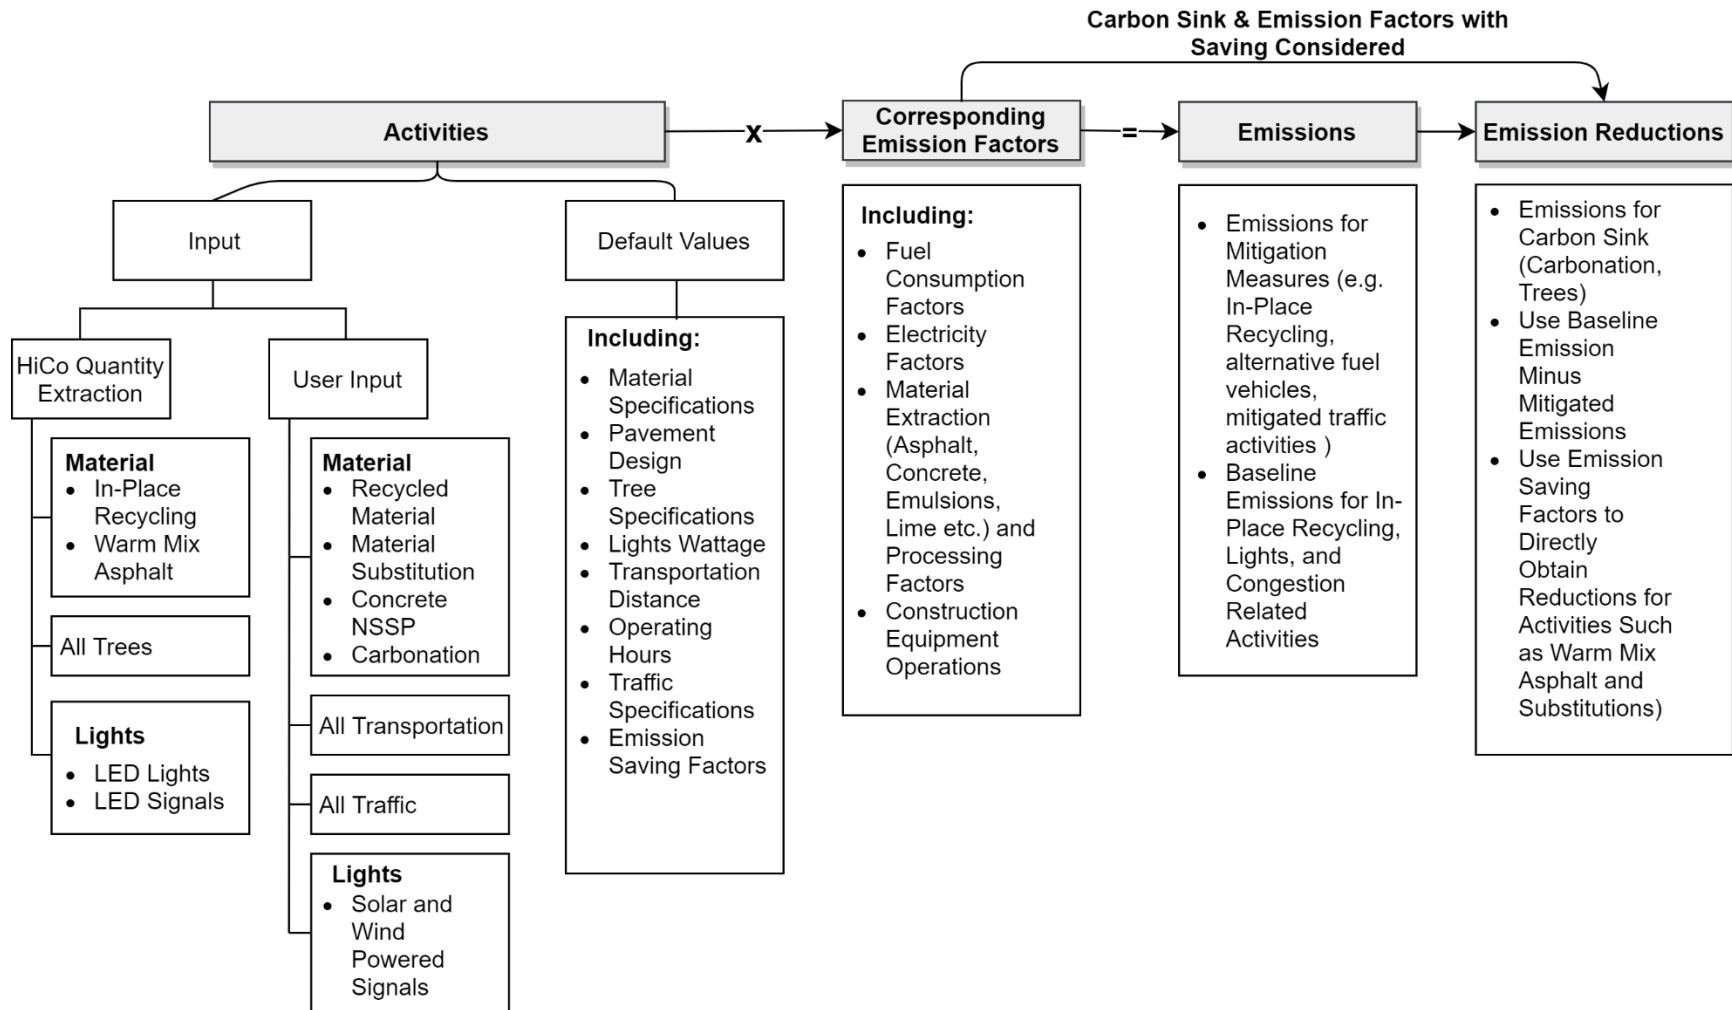 Carbon Sink & Emission Factors with
Saving Considered
Activities
x
Corresponding
Emission Factors
=
Emissions
Emission Reductions
Input
Default Values
HiCo Quantity
Extraction
User Input
Material
• In-Place
Recycling
• Warm Mix
Asphalt
All Trees
Lights
• LED Lights
• LED Signals
Material
• Recycled
Material
• Material
Substitution
• Concrete
NSSP
• Carbonation
All Transportation
All Traffic
Lights
• Solar and
Wind
Powered
Signals
Including:
• Material
Specifications
• Pavement
Design
• Tree
Specifications
• Lights Wattage
• Transportation
Distance
• Operating
Hours
• Traffic
Specifications
• Emission
Saving Factors
Including:
• Fuel
Consumption
Factors
• Electricity
Factors
• Material
Extraction
(Asphalt,
Concrete,
Emulsions,
Lime etc.) and
Processing
Factors
• Construction
Equipment
Operations
• Emissions for
Mitigation
Measures (e.g.
In-Place
Recycling,
alternative fuel
vehicles,
mitigated traffic
activities )
• Baseline
Emissions for In-
Place Recycling,
Lights, and
Congestion
Related
Activities
• Emissions for
Carbon Sink
(Carbonation,
Trees)
• Use Baseline
Emission
Minus
Mitigated
Emissions
• Use Emission
Saving
Factors to
Directly
Obtain
Reductions for
Activities Such
as Warm Mix
Asphalt and
Substitutions)